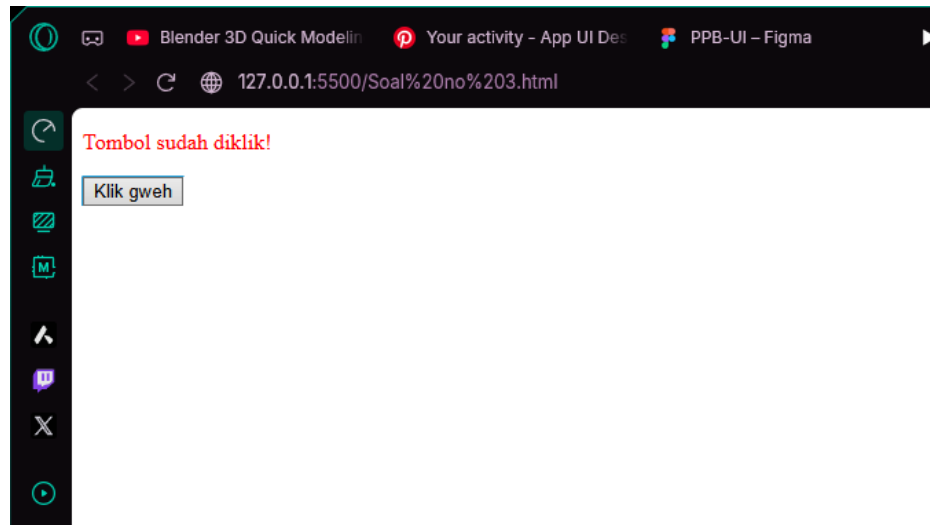 Blender 3D Quick Modelin
Your activity - App UI Des
PPB-UI – Figma
127.0.0.1:5500/Soal%20no%203.html
Tombol sudah diklik!
Klik gweh
M